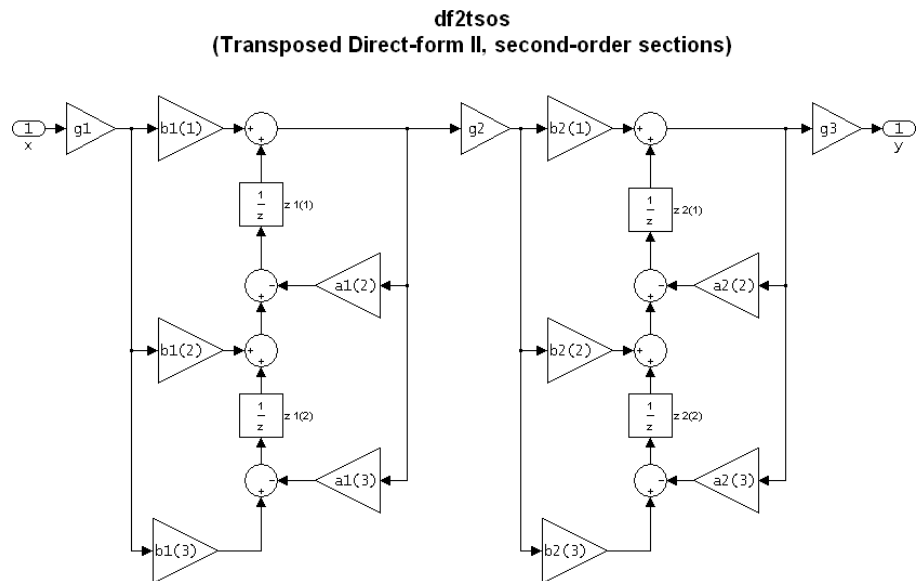 df2tsos
(Transposed Direct-form II, second-order sections)
1
x
g1
b1(1)
+
+
g2
b2(1)
+
+
g3
1
y
1
z
z 1(1)
1
z
z 2(1)
-
+
a1(2)
-
+
a2(2)
b1(2)
+
+
b2(2)
+
+
1
z
z 1(2)
1
z
z 2(2)
-
+
a1(3)
-
+
a2(3)
b1(3)
b2(3)